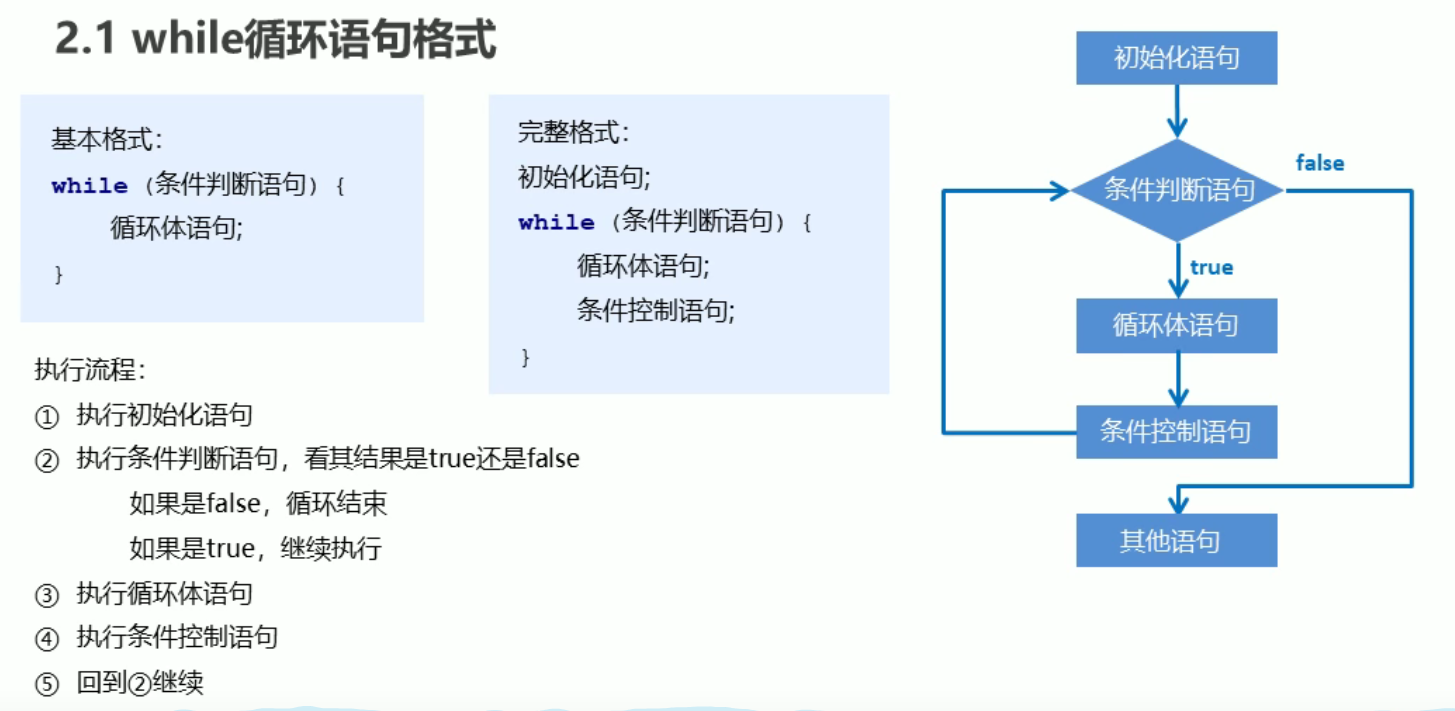 2.1 while循环语句格式
基本格式：
while (条件判断语句) {
循环体语句;
}
完整格式：
初始化语句;
while (条件判断语句) {
循环体语句;
条件控制语句;
}
执行流程：
① 执行初始化语句
② 执行条件判断语句，看其结果是true还是false
如果是false，循环结束
如果是true，继续执行
③ 执行循环体语句
④ 执行条件控制语句
⑤ 回到②继续
初始化语句
条件判断语句
false
true
循环体语句
条件控制语句
其他语句